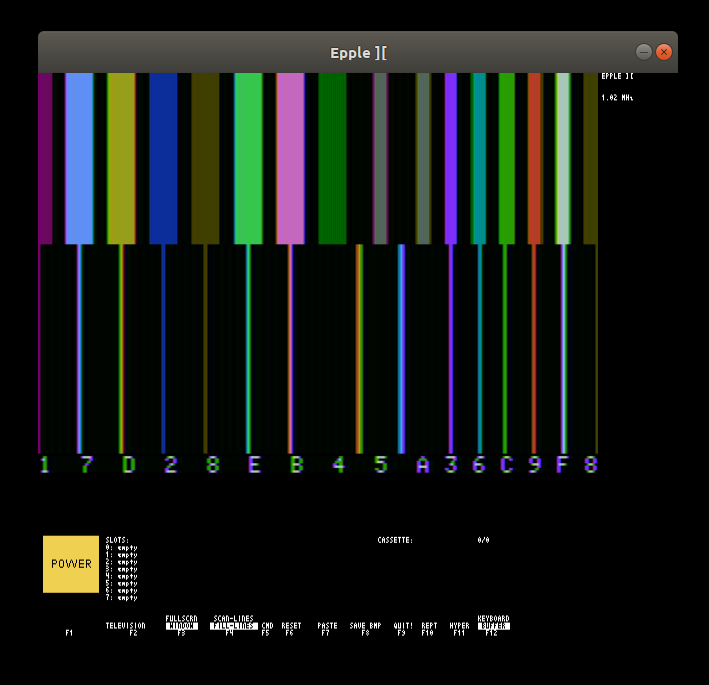 Epple ][
EPPLE ][
1.02 MHz
1 7 D 2 8 E B 4 5 A 3 6 C 9 F 8
POWER
SLOTS:
0: empty
1: empty
2: empty
3: empty
4: empty
5: empty
6: empty
7: empty
CASSETTE: 0/0
FULLSCRN SCAN-LINES KEYBOARD
TELEVISION WINDOW FILL-LINES CMD RESET PASTE SAVE BMP QUIT! REPT HYPER BUFFER
F1 F2 F3 F4 F5 F6 F7 F8 F9 F10 F11 F12